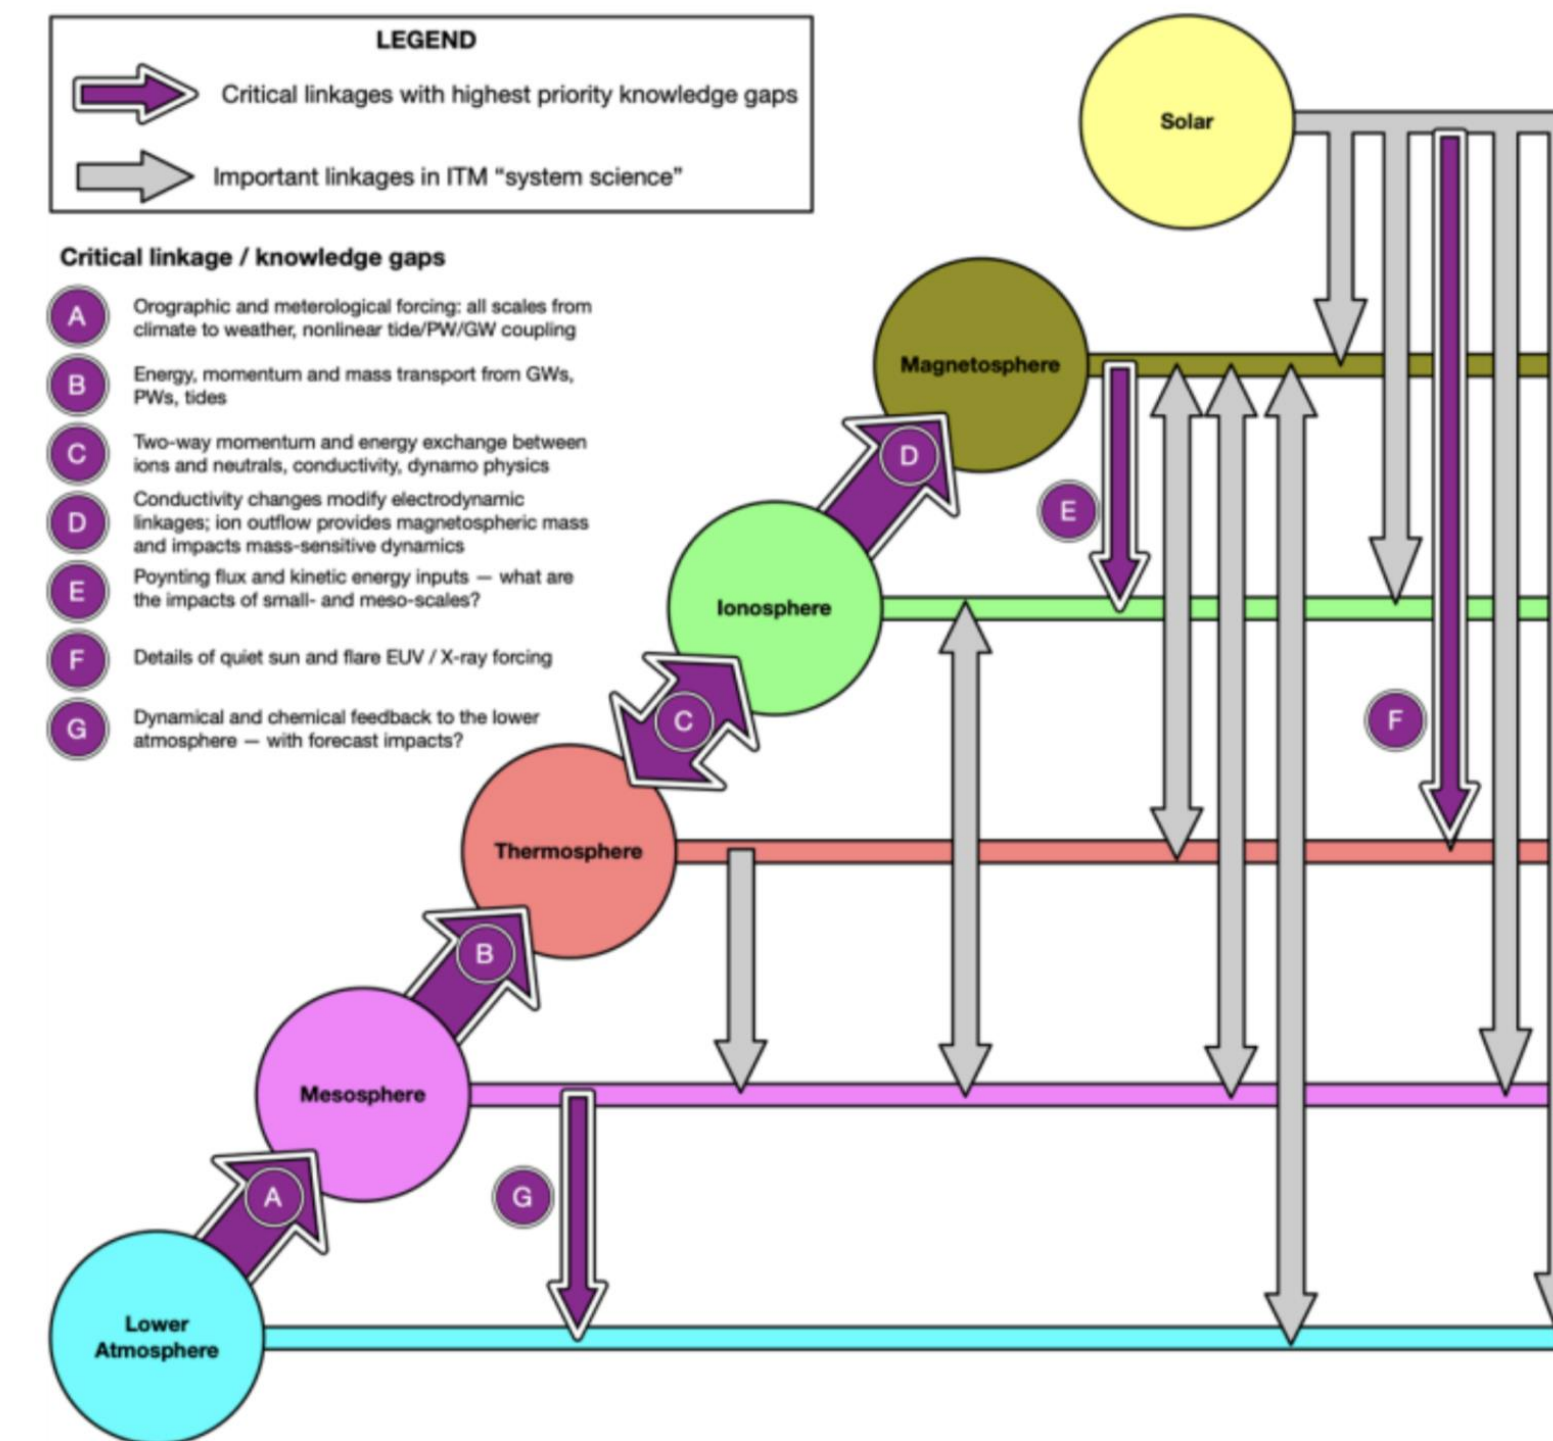 LEGEND
Critical linkages with highest priority knowledge gaps
Important linkages in ITM “system science”
Critical linkage / knowledge gaps
A
Orographic and meterological forcing: all scales from
climate to weather, nonlinear tide/PW/GW coupling
B
Energy, momentum and mass transport from GWs,
PWs, tides
C
Two-way momentum and energy exchange between
ions and neutrals, conductivity, dynamo physics
D
Conductivity changes modify electrodynamic
linkages; ion outflow provides magnetospheric mass
and impacts mass-sensitive dynamics
E
Poynting flux and kinetic energy inputs — what are
the impacts of small- and meso-scales?
F
Details of quiet sun and flare EUV / X-ray forcing
G
Dynamical and chemical feedback to the lower
atmosphere — with forecast impacts?
Solar
Magnetosphere
D
E
Ionosphere
C
F
Thermosphere
B
Mesosphere
A
G
Lower
Atmosphere